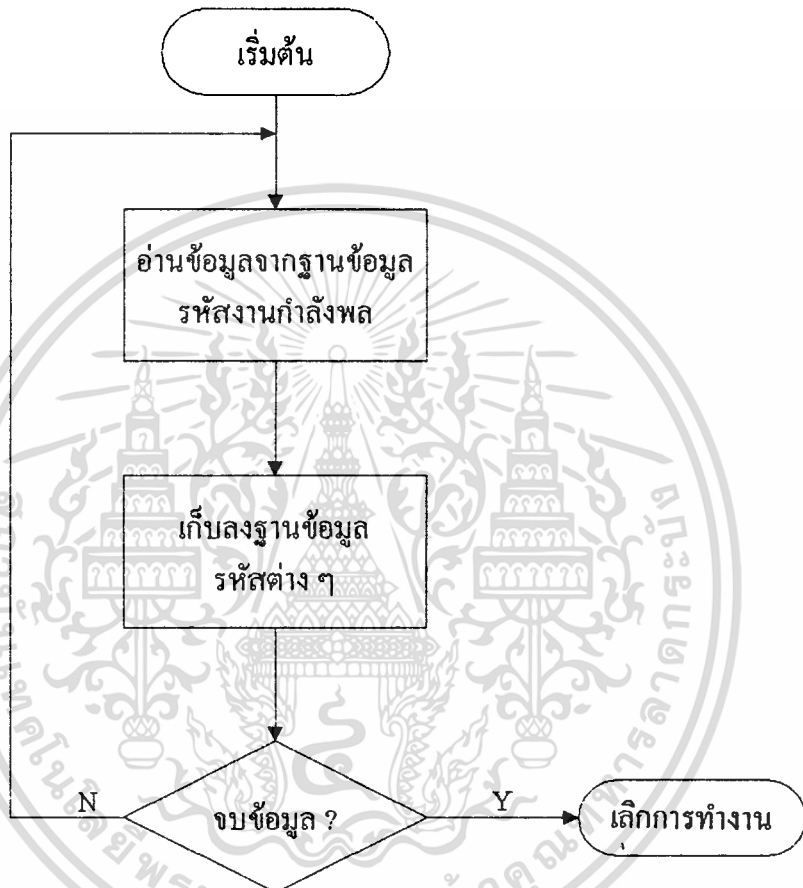 เริ่มต้น
อ่านข้อมูลจากฐานข้อมูล
รหัสงานกำลังพล
เก็บลงฐานข้อมูล
รหัสต่าง ๆ
จบข้อมูล ?
N
Y
เลิกการทำงาน